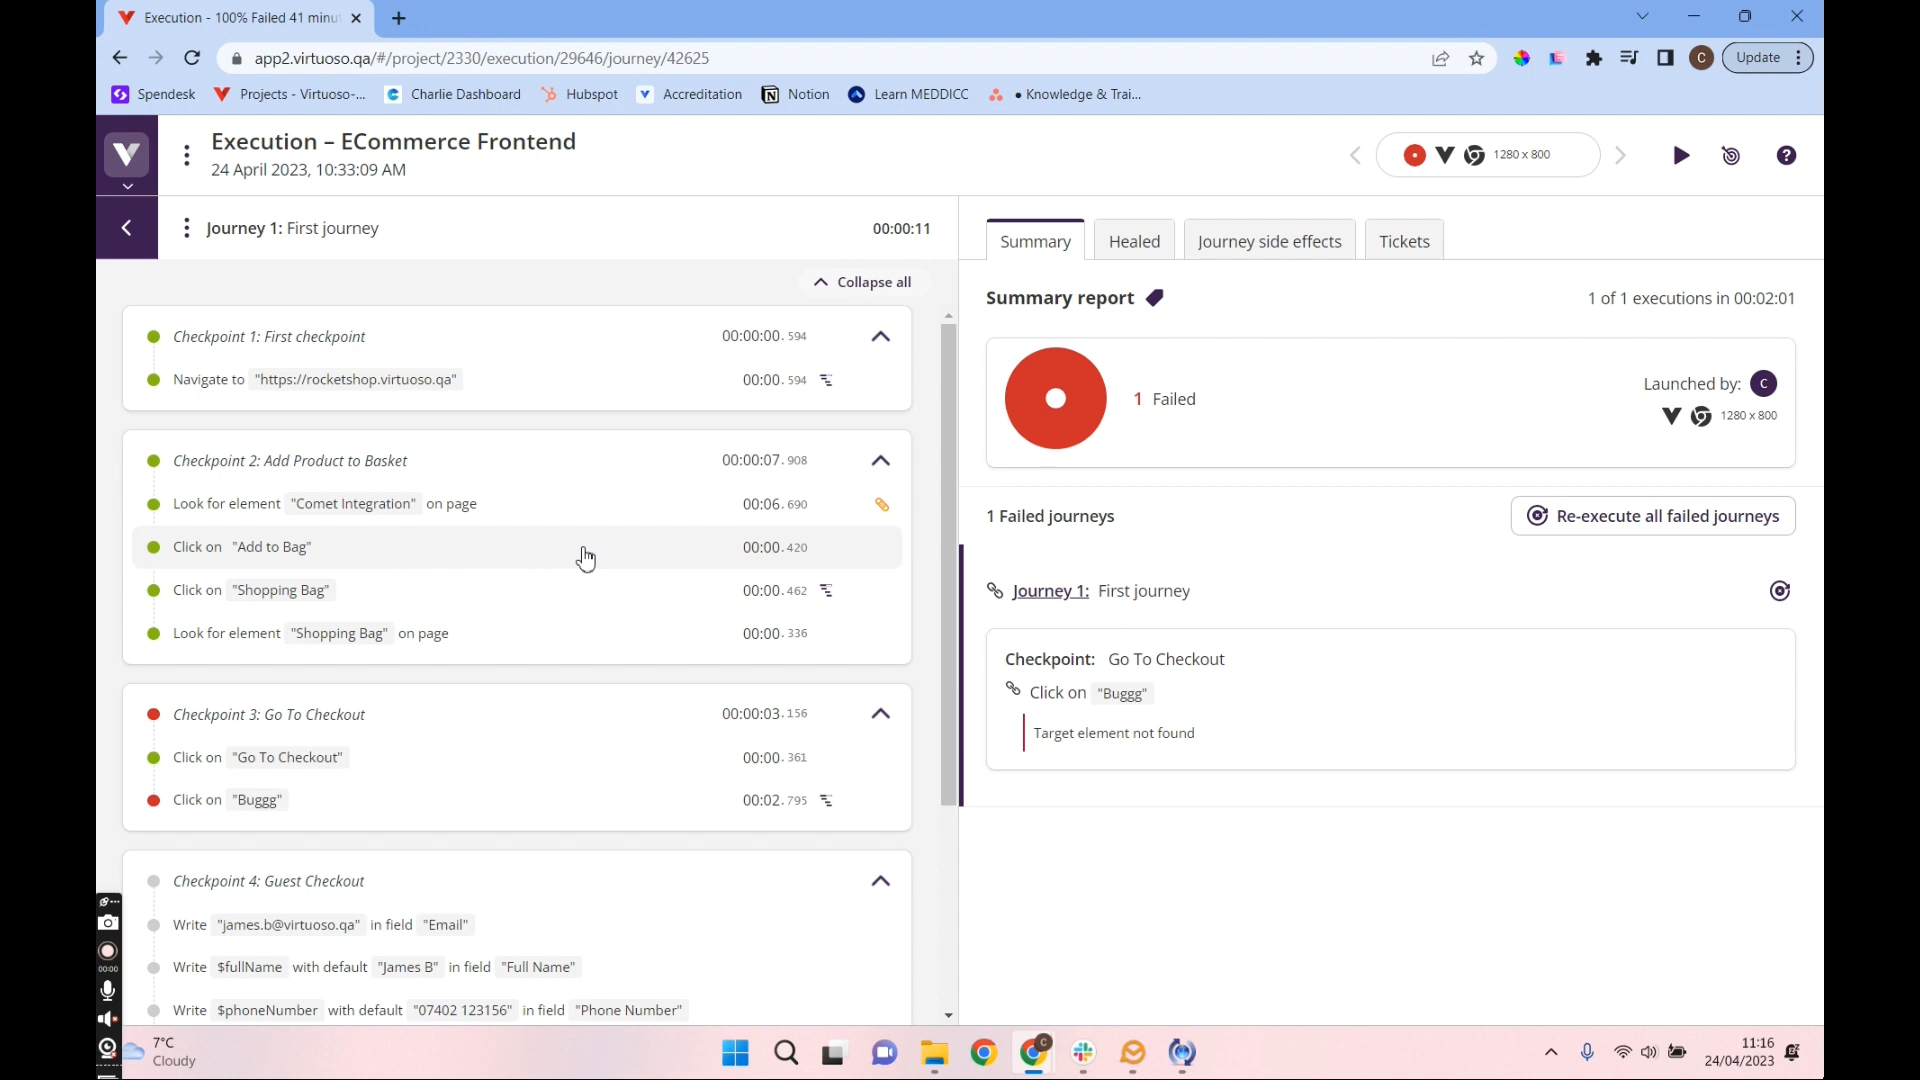 Execution - 100% Failed 41 minu
app2.virtuoso.qa/#/project/2330/execution/29646/journey/42625
C
Update
Spendesk
Projects - Virtuoso-...
Charlie Dashboard
Hubspot
Accreditation
Notion
Learn MEDDICC
• Knowledge & Trai...
Execution – ECommerce Frontend
24 April 2023, 10:33:09 AM
1280 x 800
Journey 1: First journey
00:00:11
Collapse all
Checkpoint 1: First checkpoint 00:00:00.594
Navigate to "https://rocketshop.virtuoso.qa" 00:00.594
Checkpoint 2: Add Product to Basket 00:00:07.908
Look for element "Comet Integration" on page 00:06.690
Click on "Add to Bag" 00:00.420
Click on "Shopping Bag" 00:00.462
Look for element "Shopping Bag" on page 00:00.336
Checkpoint 3: Go To Checkout 00:00:03.156
Click on "Go To Checkout" 00:00.361
Click on "Buggg" 00:02.795
Checkpoint 4: Guest Checkout
Write "james.b@virtuoso.qa" in field "Email"
Write $fullName with default "James B" in field "Full Name"
Write $phoneNumber with default "07402 123156" in field "Phone Number"
Summary
Healed
Journey side effects
Tickets
Summary report
1 of 1 executions in 00:02:01
1 Failed
Launched by: C
1280 x 800
1 Failed journeys
Re-execute all failed journeys
Journey 1: First journey
Checkpoint: Go To Checkout
Click on "Buggg"
Target element not found
00:00
7°C
Cloudy
C
11:16
24/04/2023